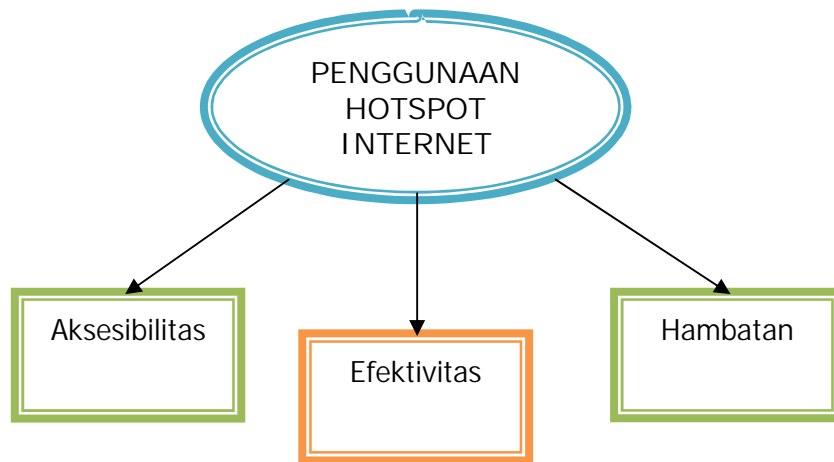 PENGGUNAAN
HOTSPOT
INTERNET
Aksesibilitas
Efektivitas
Hambatan